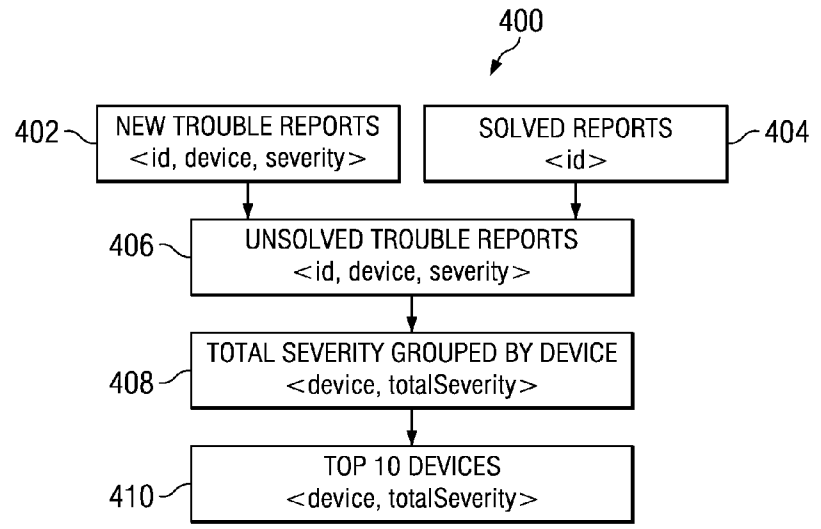 400
402
NEW TROUBLE REPORTS
<id, device, severity>
SOLVED REPORTS
<id>
404
406
UNSOLVED TROUBLE REPORTS
<id, device, severity>
408
TOTAL SEVERITY GROUPED BY DEVICE
<device, totalSeverity>
410
TOP 10 DEVICES
<device, totalSeverity>